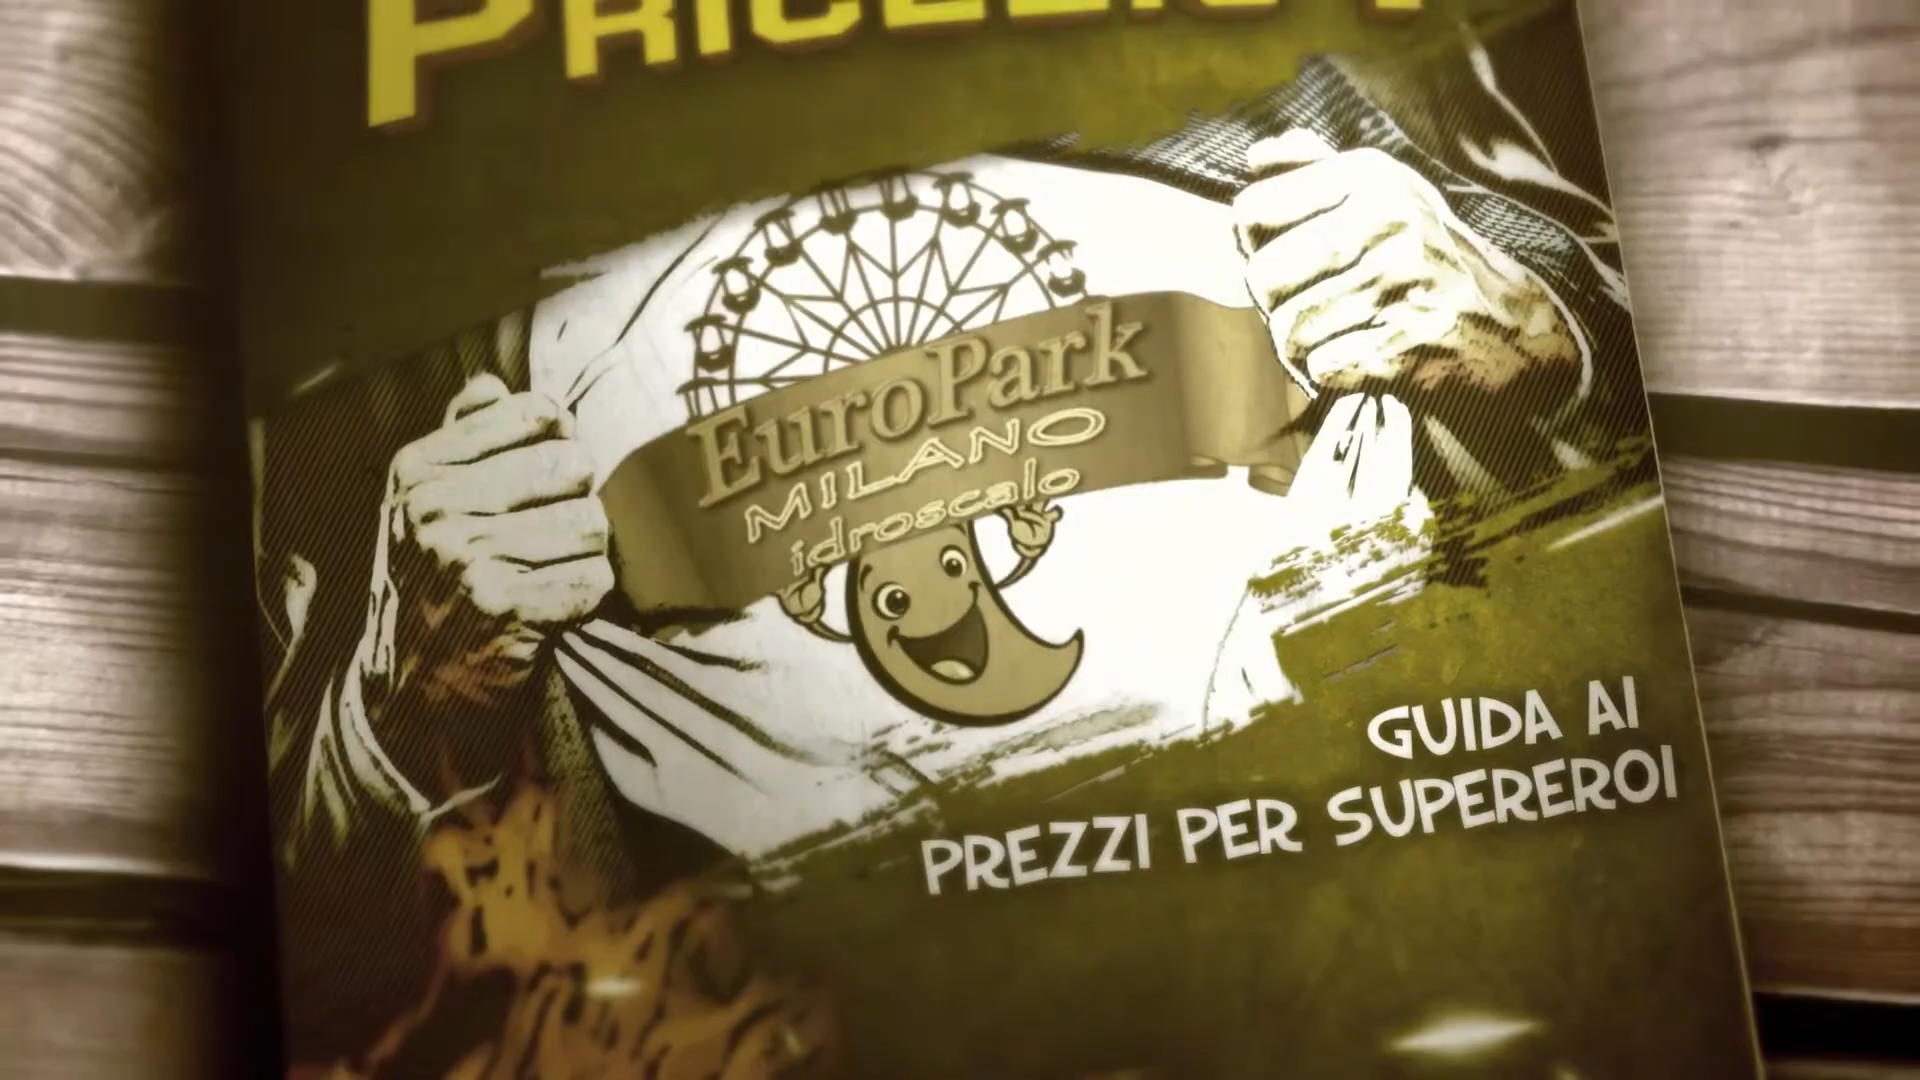 EuroPark
MILANO
idroscalo
GUIDA AI
PREZZI PER SUPEREROI